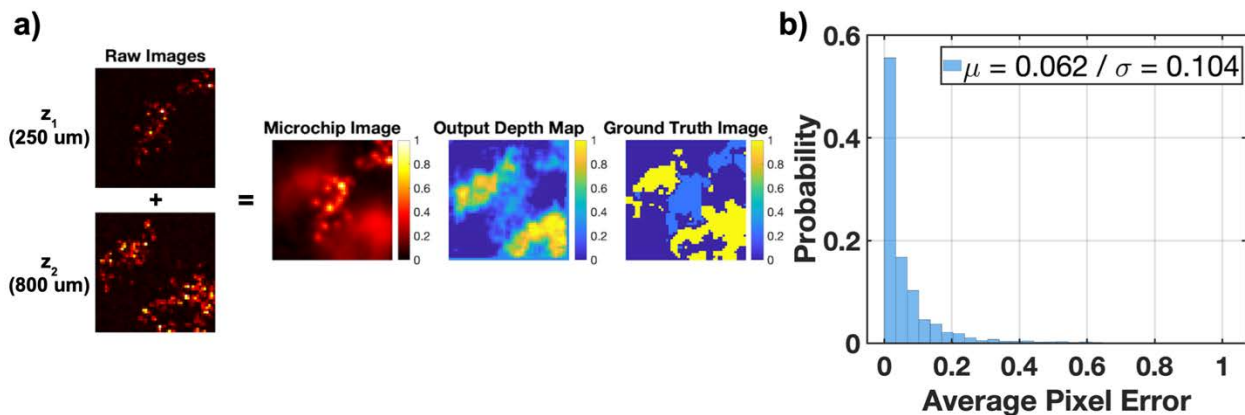 a)
Raw Images
z1
(250 um)
+
z2
(800 um)
=
Microchip Image
1
0.8
0.6
0.4
0.2
0
Output Depth Map
1
0.8
0.6
0.4
0.2
0
Ground Truth Image
1
0.8
0.6
0.4
0.2
0
b)
μ = 0.062 / σ = 0.104
Probability
0.6
0.4
0.2
0
0 0.2 0.4 0.6 0.8 1
Average Pixel Error